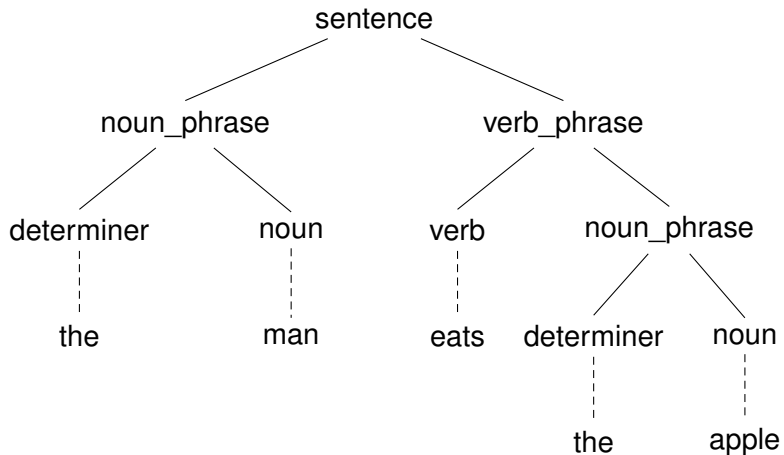 sentence
noun_phrase verb_phrase
determiner noun verb noun_phrase
the man eats determiner noun
the apple